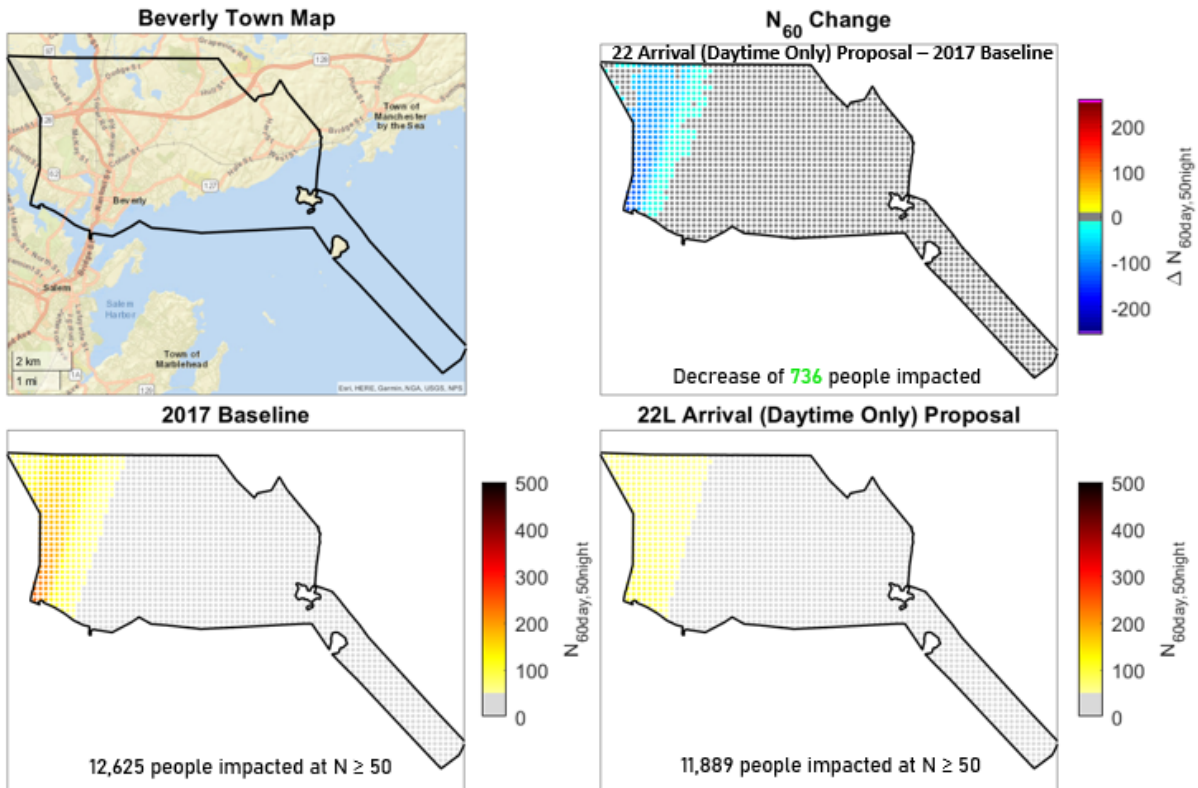 Beverly Town Map
N60 Change
22 Arrival (Daytime Only) Proposal – 2017 Baseline
128
Town of
Manchester
by the Sea
127
Beverly
Salem
Salem
Harbor
Town of
Marblehead
2 km
1 mi
Esri, HERE, Garmin, NGA, USGS, NPS
200
100
0
-100
-200
Δ N60day,50night
Decrease of 736 people impacted
2017 Baseline
500
400
300
200
100
0
N60day,50night
12,625 people impacted at N ≥ 50
22L Arrival (Daytime Only) Proposal
500
400
300
200
100
0
N60day,50night
11,889 people impacted at N ≥ 50